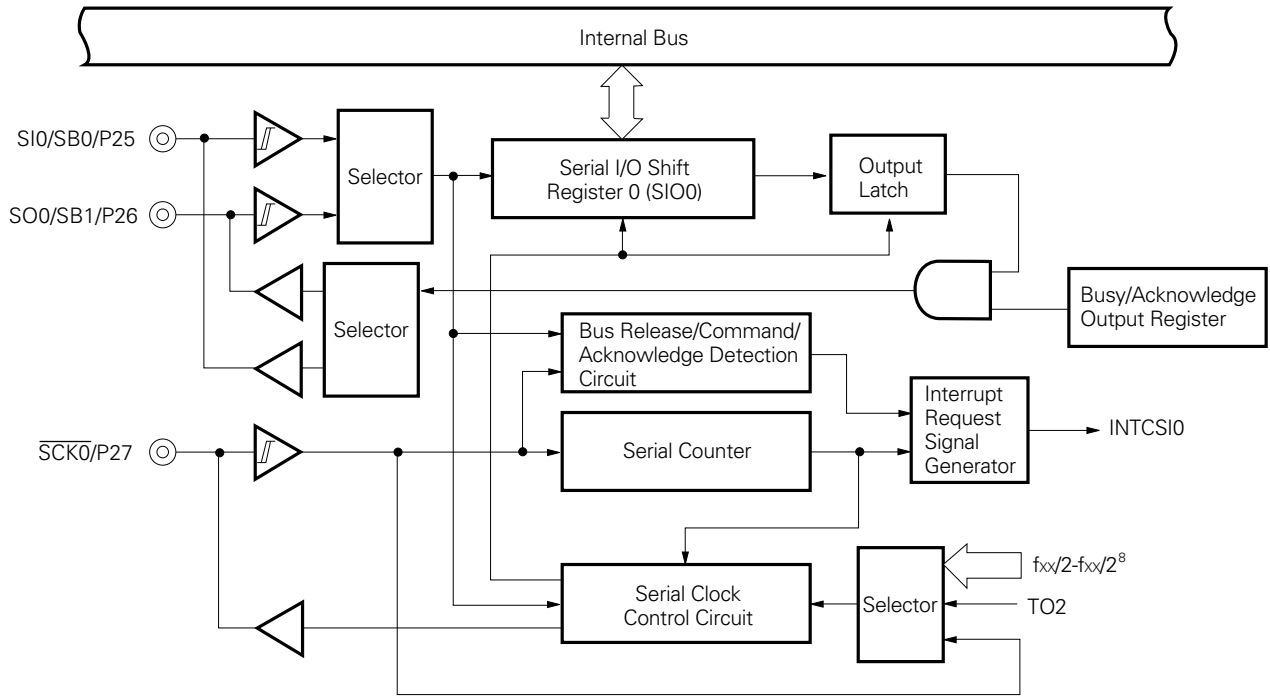 Internal Bus
SI0/SB0/P25
Selector
Serial I/O Shift
Register 0 (SIO0)
Output
Latch
SO0/SB1/P26
Selector
Busy/Acknowledge
Output Register
Bus Release/Command/
Acknowledge Detection
Circuit
Interrupt
Request
Signal
Generator
INTCSI0
SCK0/P27
Serial Counter
Serial Clock
Control Circuit
Selector
fxx/2-fxx/2⁸
TO2